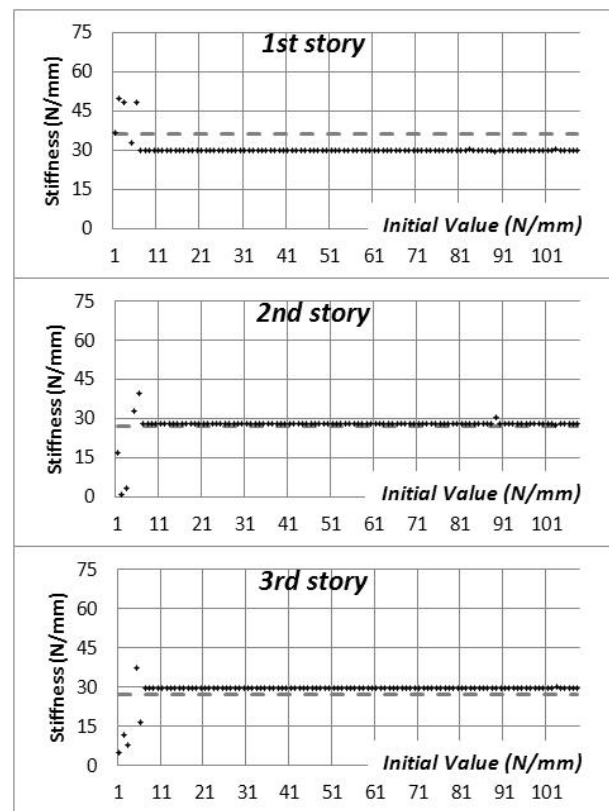 1st story
Stiffness (N/mm)
75
60
45
30
15
0
Initial Value (N/mm)
1 11 21 31 41 51 61 71 81 91 101
2nd story
Stiffness (N/mm)
75
60
45
30
15
0
Initial Value (N/mm)
1 11 21 31 41 51 61 71 81 91 101
3rd story
Stiffness (N/mm)
75
60
45
30
15
0
Initial Value (N/mm)
1 11 21 31 41 51 61 71 81 91 101